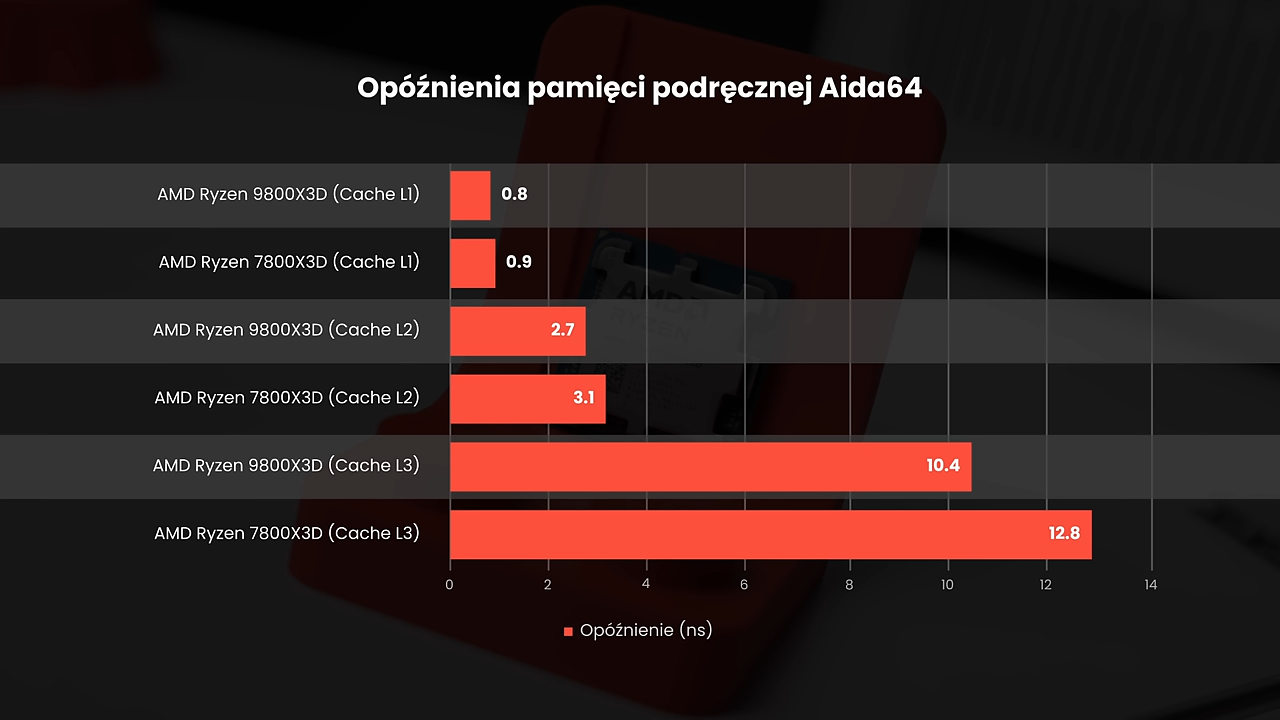 Opóźnienia pamięci podręcznej Aida64
AMD Ryzen 9800X3D (Cache L1)
0.8
AMD Ryzen 7800X3D (Cache L1)
0.9
AMD Ryzen 9800X3D (Cache L2)
2.7
AMD Ryzen 7800X3D (Cache L2)
3.1
AMD Ryzen 9800X3D (Cache L3)
10.4
AMD Ryzen 7800X3D (Cache L3)
12.8
0 2 4 6 8 10 12 14
Opóźnienie (ns)
AMD
RYZEN